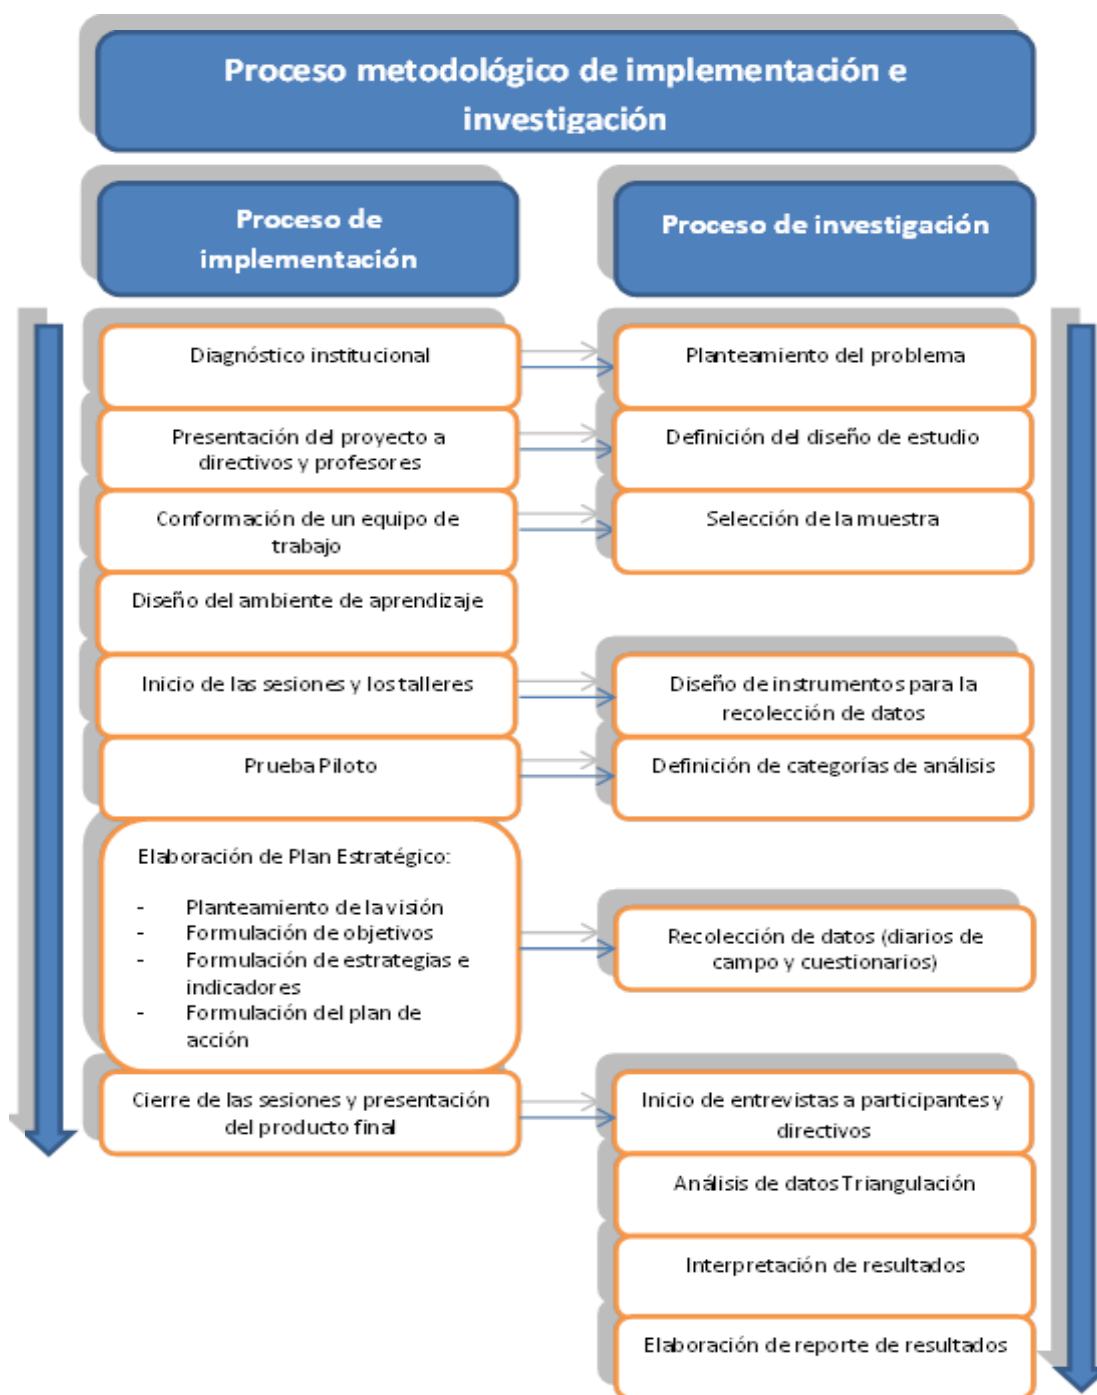 Proceso metodológico de implementación e
investigación
Proceso de
implementación
Proceso de investigación
Diagnóstico institucional
Planteamiento del problema
Presentación del proyecto a
directivos y profesores
Definición del diseño de estudio
Conformación de un equipo de
trabajo
Selección de la muestra
Diseño del ambiente de aprendizaje
Inicio de las sesiones y los talleres
Diseño de instrumentos para la
recolección de datos
Prueba Piloto
Definición de categorías de análisis
Elaboración de Plan Estratégico:
- Planteamiento de la visión
- Formulación de objetivos
- Formulación de estrategias e
indicadores
- Formulación del plan de
acción
Recolección de datos (diarios de
campo y cuestionarios)
Cierre de las sesiones y presentación
del producto final
Inicio de entrevistas a participantes y
directivos
Análisis de datos Triangulación
Interpretación de resultados
Elaboración de reporte de resultados